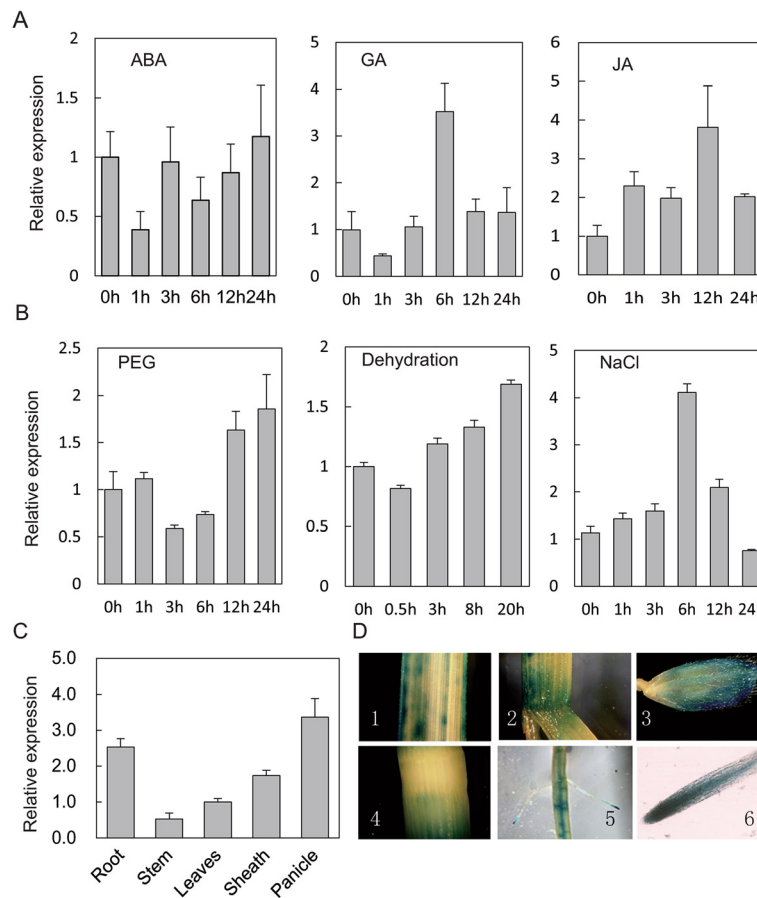 A
ABA
GA
JA
Relative expression
2
1.5
1
0.5
0
0h 1h 3h 6h 12h 24h
5
4
3
2
1
0
0h 1h 3h 6h 12h 24h
6
5
4
3
2
1
0
0h 1h 3h 12h 24h
B
PEG
Dehydration
NaCl
Relative expression
2.5
2
1.5
1
0.5
0
0h 1h 3h 6h 12h 24h
2
1.5
1
0.5
0
0h 0.5h 3h 8h 20h
5
4
3
2
1
0
0h 1h 3h 6h 12h 24
C
Relative expression
5.0
4.0
3.0
2.0
1.0
0.0
Root Stem Leaves Sheath Panicle
D
1
2
3
4
5
6